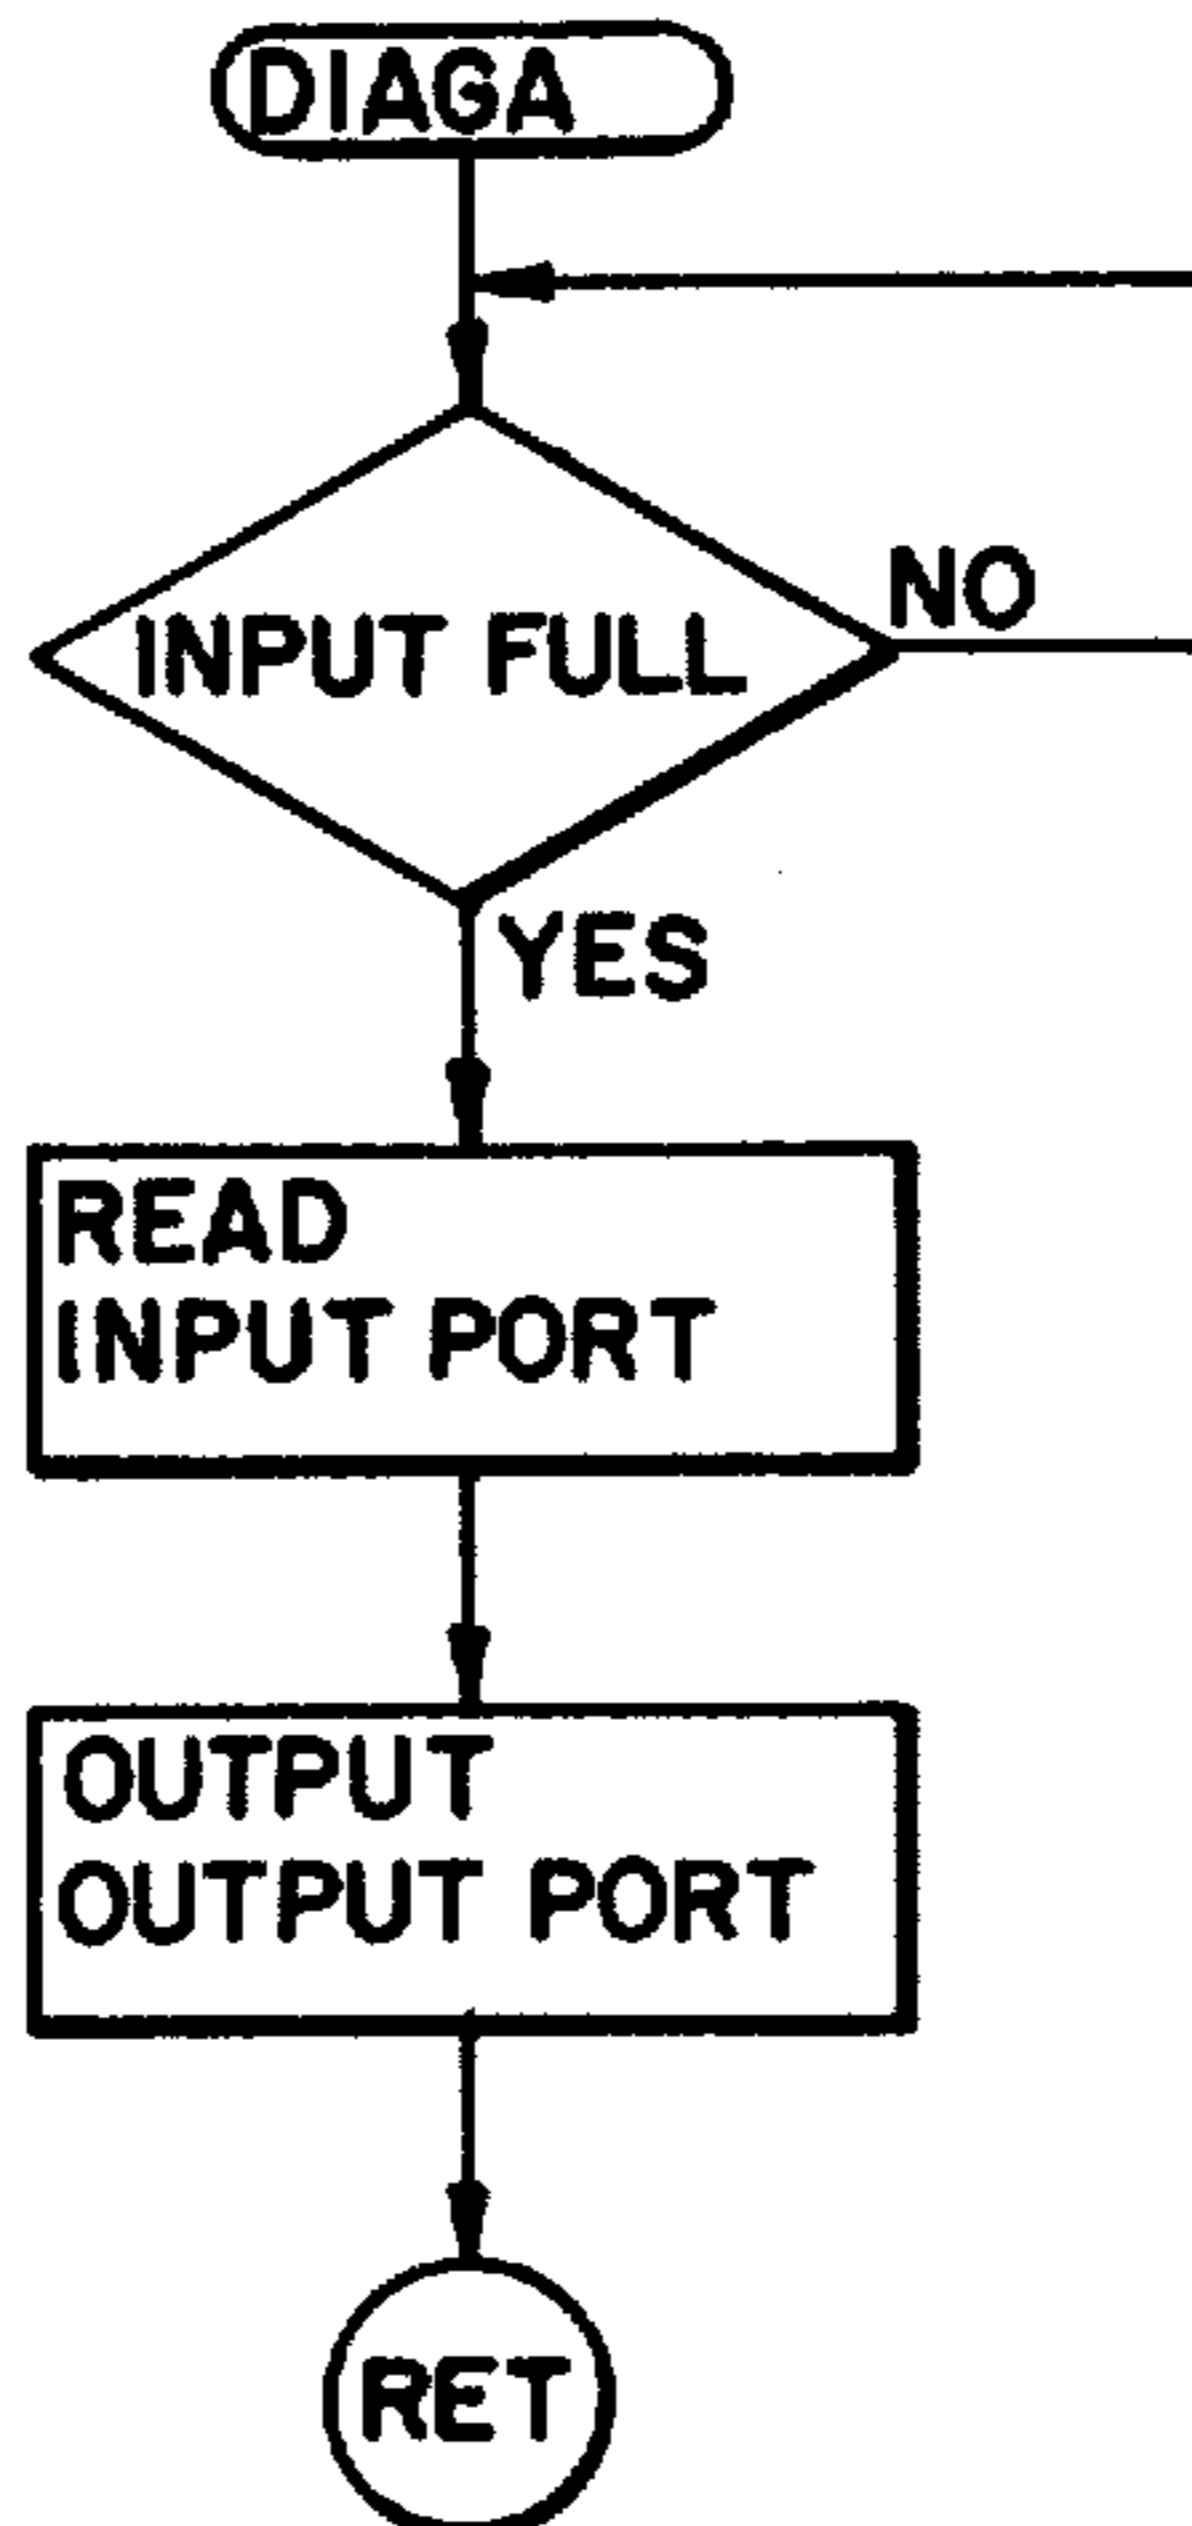 DIAGA
INPUT FULL
NO
YES
READ
INPUT PORT
OUTPUT
OUTPUT PORT
RET